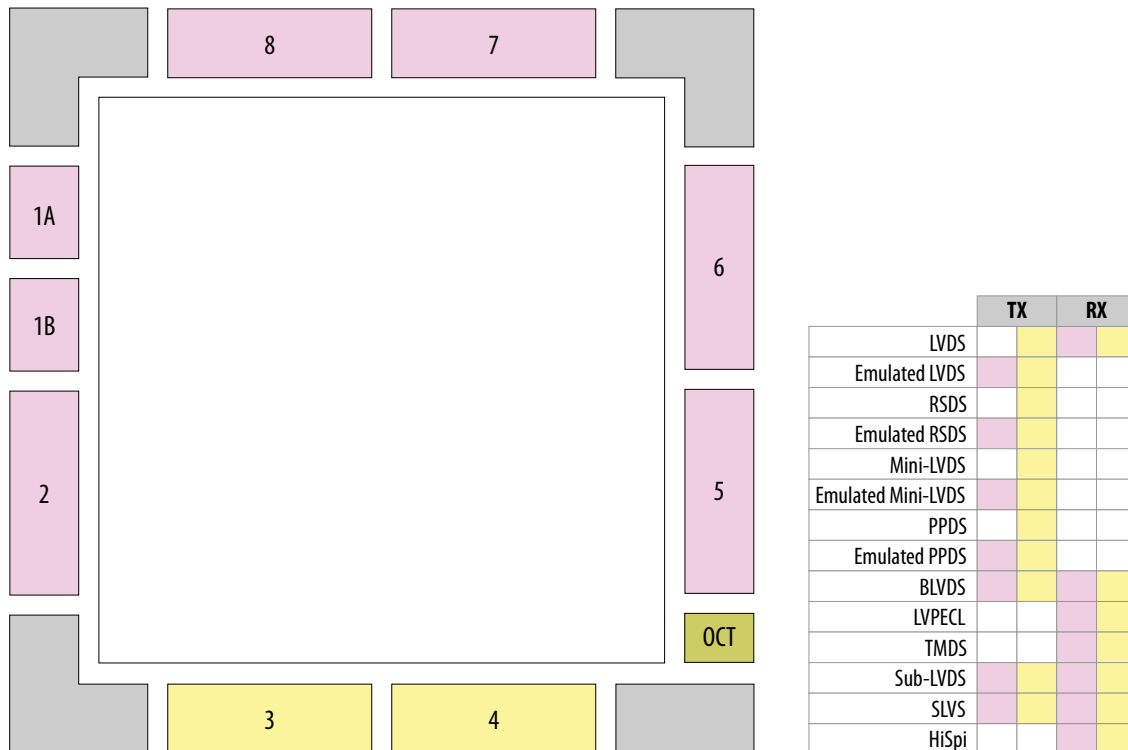 8 7
1A
6
1B
2
5
OCT
3 4
TX RX
LVDS
Emulated LVDS
RSDS
Emulated RSDS
Mini-LVDS
Emulated Mini-LVDS
PPDS
Emulated PPDS
BLVDS
LVPECL
TMDS
Sub-LVDS
SLVS
HiSpi